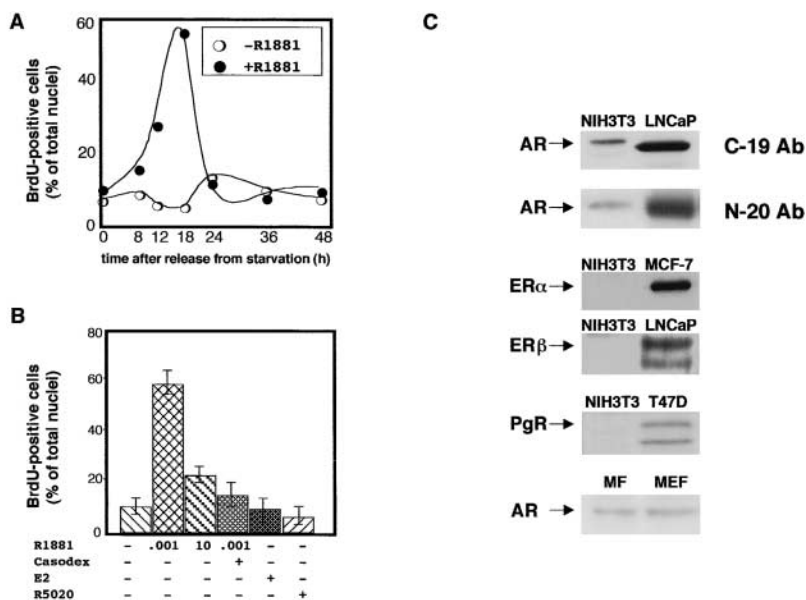 A
BrdU-positive cells
(% of total nuclei)
60
40
20
0
−R1881
+R1881
0 8 12 18 24 36 48
time after release from starvation (h)
B
BrdU-positive cells
(% of total nuclei)
80
60
40
20
0
R1881 – .001 10 .001 – –
Casodex – – – + – –
E2 – – – – + –
R5020 – – – – – +
C
NIH3T3 LNCaP
AR C-19 Ab
AR N-20 Ab
NIH3T3 MCF-7
ERα
NIH3T3 LNCaP
ERβ
NIH3T3 T47D
PgR
MF MEF
AR